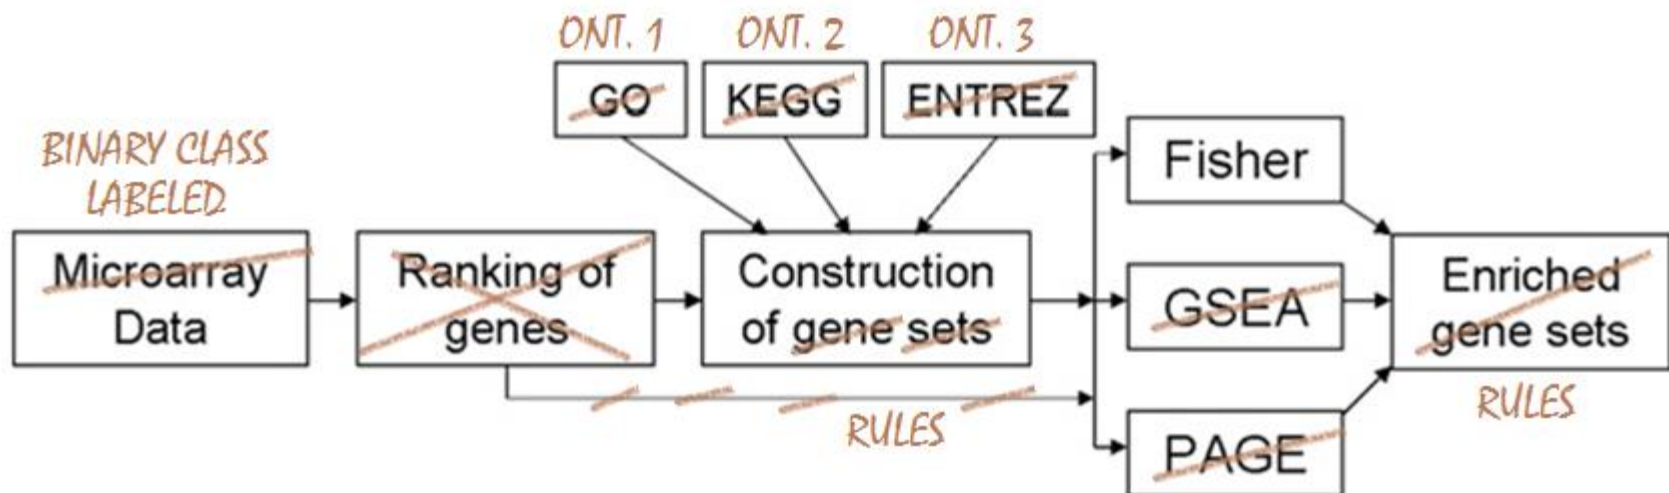 ONT. 1 ONT. 2 ONT. 3
GO KEGG ENTREZ
BINARY CLASS
LABELED
Microarray
Data
Ranking of
genes
Construction
of gene sets
Fisher
GSEA
PAGE
Enriched
gene sets
RULES
RULES